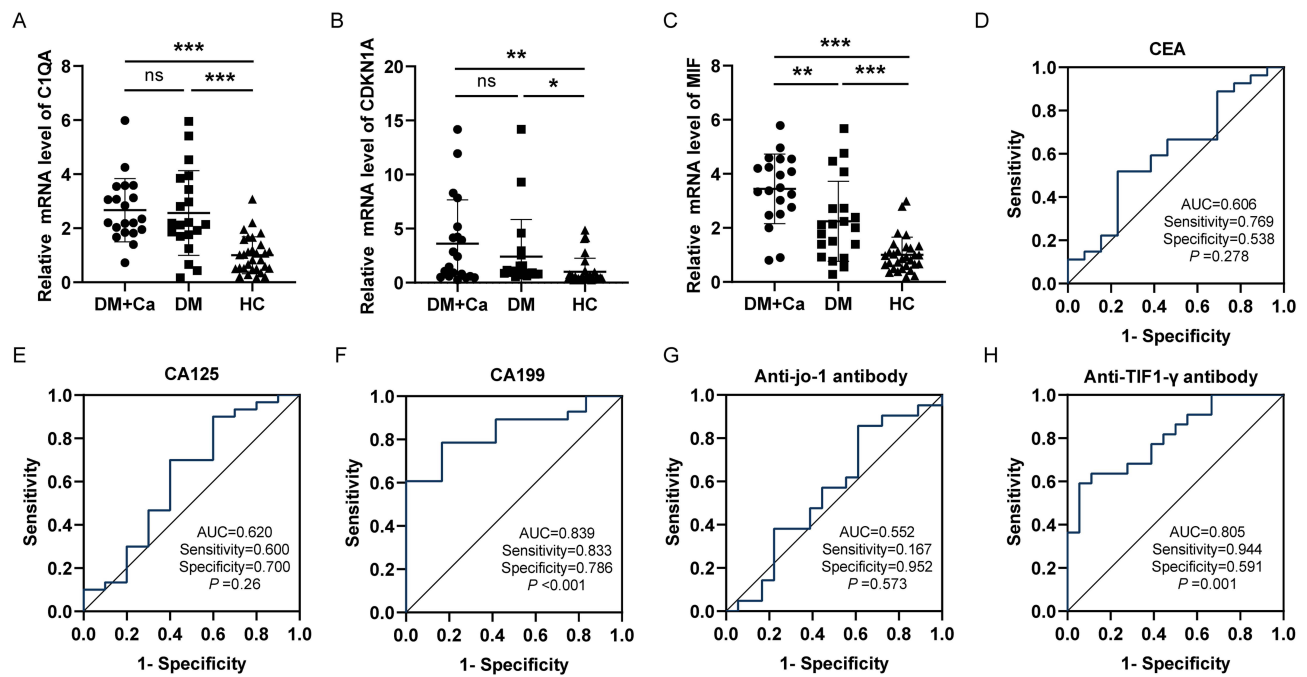 A
Relative mRNA level of C1QA
8
6
4
2
0
***
ns
***
DM+Ca
DM
HC
B
Relative mRNA level of CDKN1A
20
15
10
5
0
**
ns
*
DM+Ca
DM
HC
C
Relative mRNA level of MIF
8
6
4
2
0
***
**
***
DM+Ca
DM
HC
D
CEA
Sensitivity
1.0
0.8
0.6
0.4
0.2
0.0
AUC=0.606
Sensitivity=0.769
Specificity=0.538
P =0.278
0.0 0.2 0.4 0.6 0.8 1.0
1- Specificity
E
CA125
Sensitivity
1.0
0.8
0.6
0.4
0.2
0.0
AUC=0.620
Sensitivity=0.600
Specificity=0.700
P =0.26
0.0 0.2 0.4 0.6 0.8 1.0
1- Specificity
F
CA199
Sensitivity
1.0
0.8
0.6
0.4
0.2
0.0
AUC=0.839
Sensitivity=0.833
Specificity=0.786
P <0.001
0.0 0.2 0.4 0.6 0.8 1.0
1- Specificity
G
Anti-jo-1 antibody
Sensitivity
1.0
0.8
0.6
0.4
0.2
0.0
AUC=0.552
Sensitivity=0.167
Specificity=0.952
P =0.573
0.0 0.2 0.4 0.6 0.8 1.0
1- Specificity
H
Anti-TIF1-γ antibody
Sensitivity
1.0
0.8
0.6
0.4
0.2
0.0
AUC=0.805
Sensitivity=0.944
Specificity=0.591
P =0.001
0.0 0.2 0.4 0.6 0.8 1.0
1- Specificity